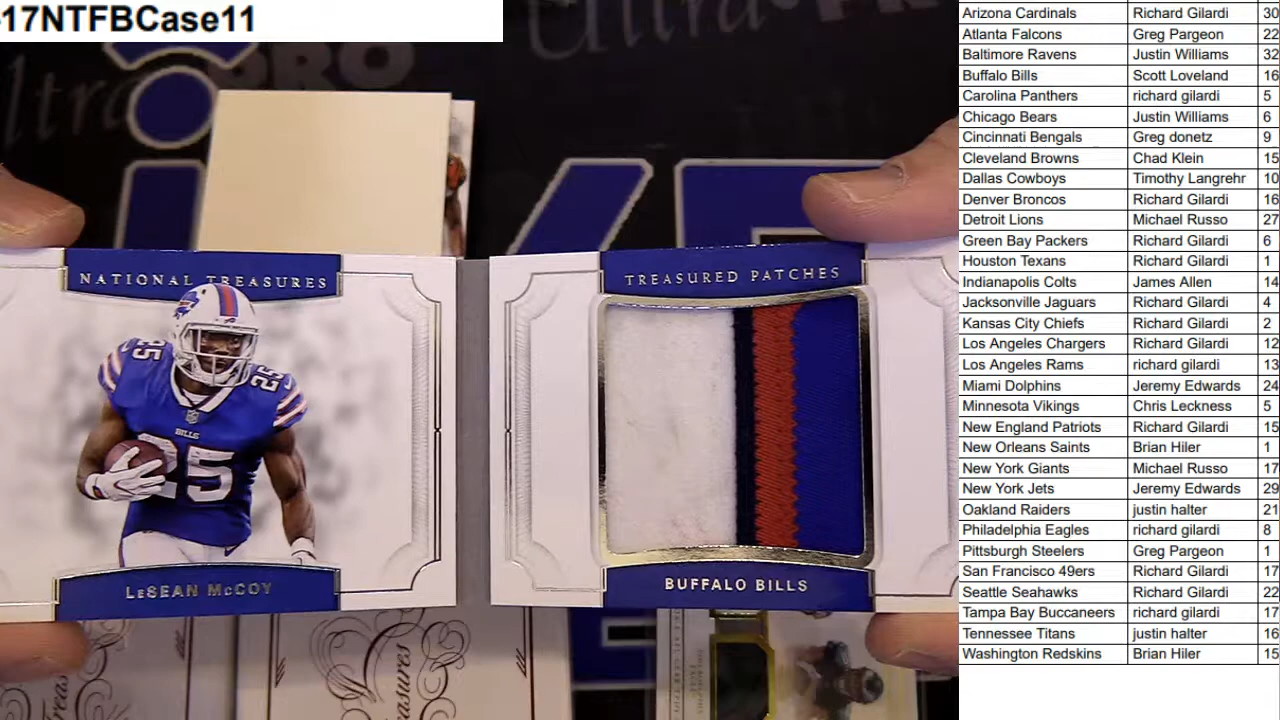 -17NTFBCase11
Ultra
PRO
Ultra-PR
NATIONAL TREASURES
25
25
BILLS
25
LeSEAN McCOY
TREASURED PATCHES
BUFFALO BILLS
Arizona Cardinals Richard Gilardi 30
Atlanta Falcons Greg Pargeon 22
Baltimore Ravens Justin Williams 32
Buffalo Bills Scott Loveland 16
Carolina Panthers richard gilardi 5
Chicago Bears Justin Williams 6
Cincinnati Bengals Greg donetz 9
Cleveland Browns Chad Klein 15
Dallas Cowboys Timothy Langrehr 10
Denver Broncos Richard Gilardi 16
Detroit Lions Michael Russo 27
Green Bay Packers Richard Gilardi 6
Houston Texans Richard Gilardi 1
Indianapolis Colts James Allen 14
Jacksonville Jaguars Richard Gilardi 4
Kansas City Chiefs Richard Gilardi 2
Los Angeles Chargers Richard Gilardi 12
Los Angeles Rams richard gilardi 13
Miami Dolphins Jeremy Edwards 24
Minnesota Vikings Chris Leckness 5
New England Patriots Richard Gilardi 15
New Orleans Saints Brian Hiler 1
New York Giants Michael Russo 17
New York Jets Jeremy Edwards 29
Oakland Raiders justin halter 21
Philadelphia Eagles richard gilardi 8
Pittsburgh Steelers Greg Pargeon 1
San Francisco 49ers Richard Gilardi 17
Seattle Seahawks Richard Gilardi 22
Tampa Bay Buccaneers richard gilardi 17
Tennessee Titans justin halter 16
Washington Redskins Brian Hiler 15